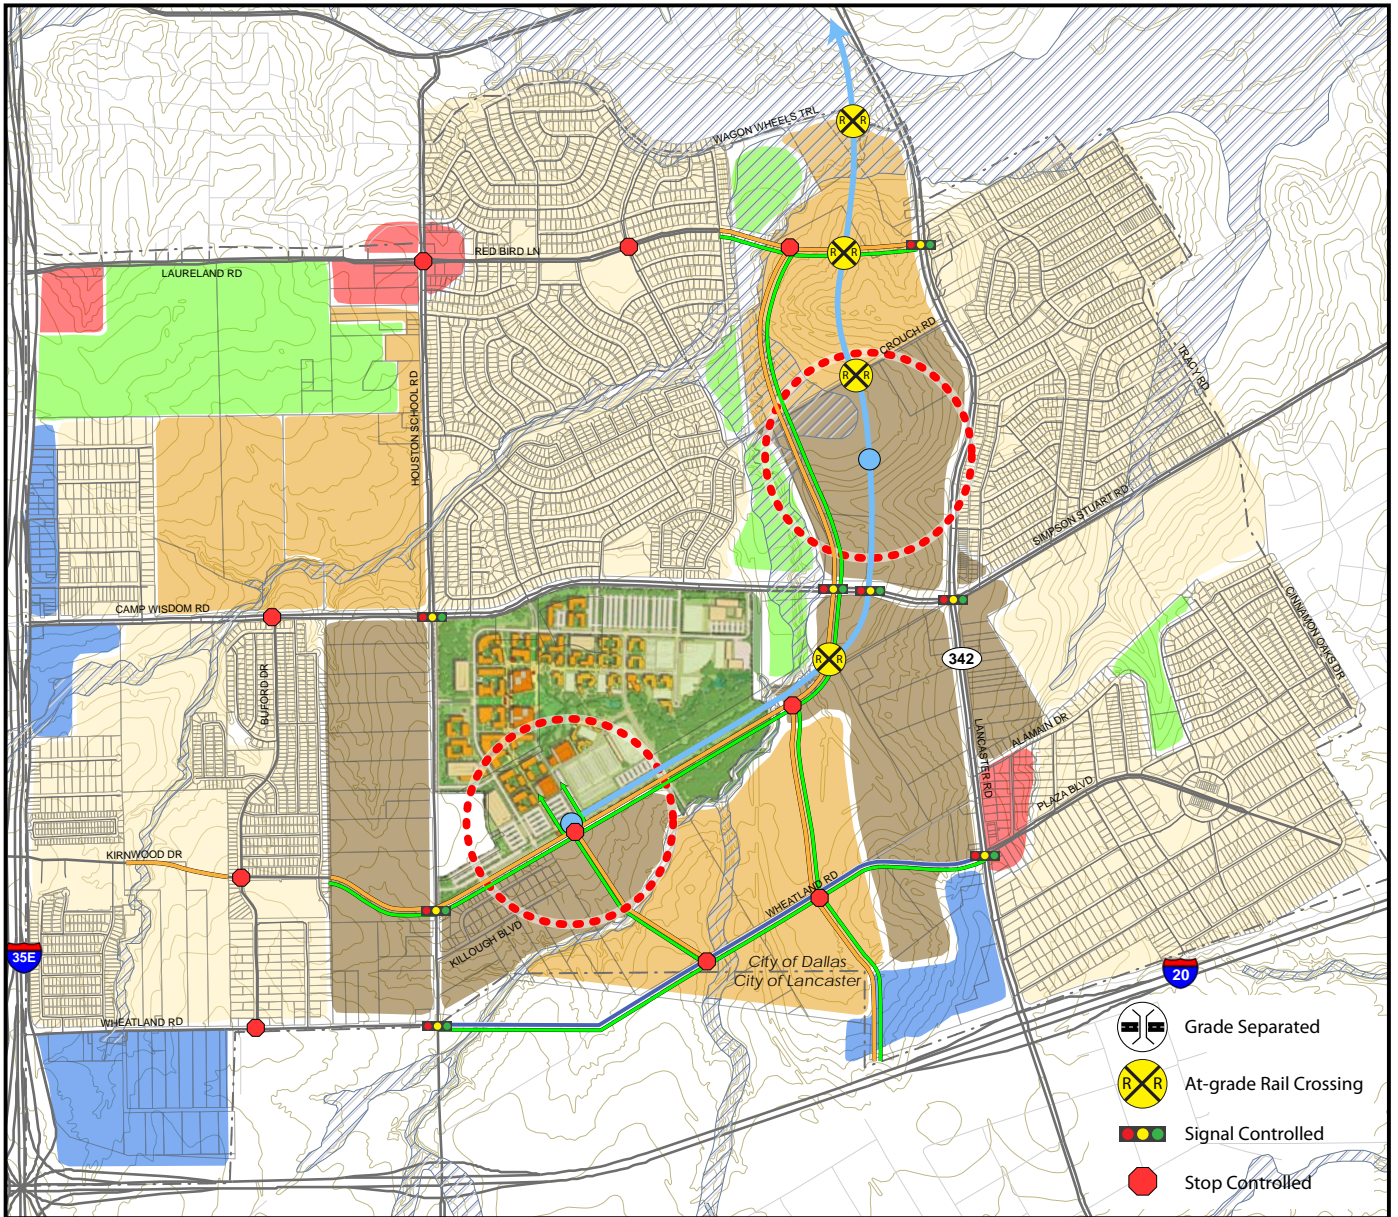 WAGON WHEELS TRL
RED BIRD LN
LAURELAND RD
CROUCH RD
TRACY RD
HOUSTON SCHOOL RD
SIMPSON STUART RD
CAMP WISDOM RD
CINNAMON OAKS DR
BUFORD DR
342
ALAMAIN DR
LANCASTER RD
PLAZA BLVD
KIRNWOOD DR
WHEATLAND RD
KILLOUGH BLVD
35E
City of Dallas
City of Lancaster
20
WHEATLAND RD
R R
R R
R R
R R
Grade Separated
R R
At-grade Rail Crossing
Signal Controlled
Stop Controlled